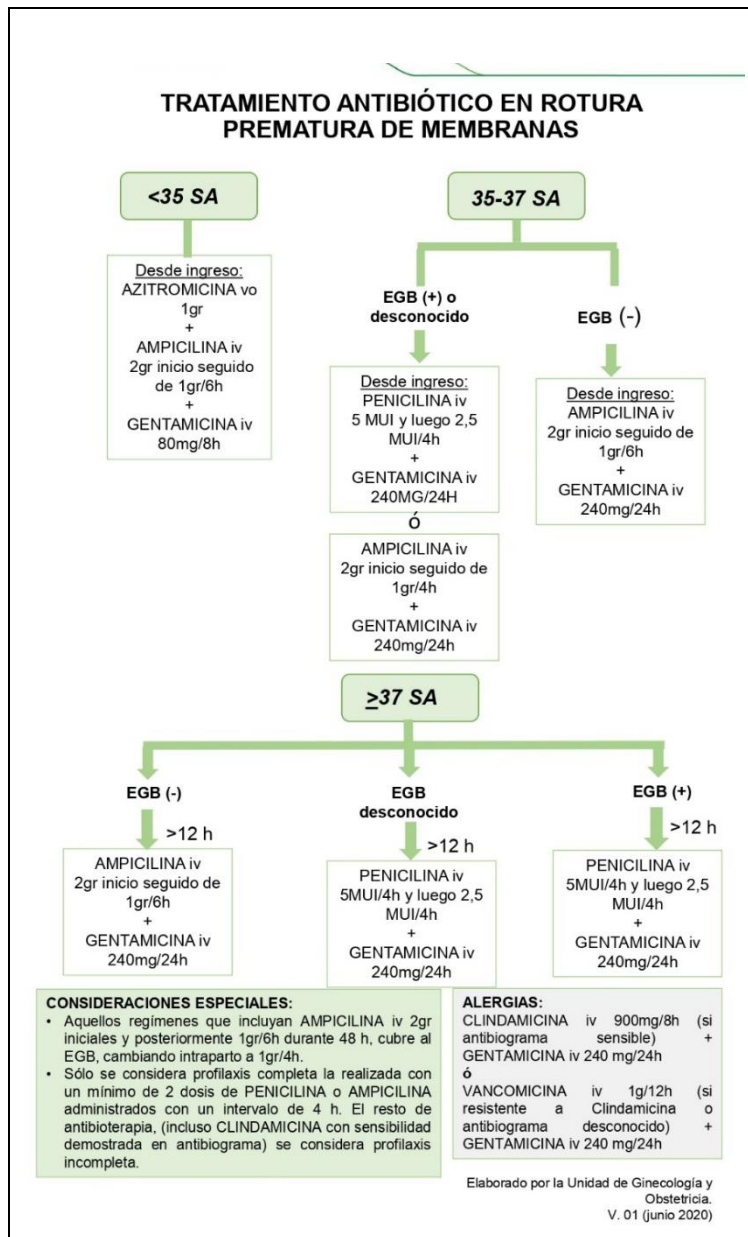 TRATAMIENTO ANTIBIÓTICO EN ROTURA
PREMATURA DE MEMBRANAS
<35 SA
Desde ingreso:
AZITROMICINA vo
1gr
+
AMPICILINA iv
2gr inicio seguido
de 1gr/6h
+
GENTAMICINA iv
80mg/8h
35-37 SA
EGB (+) o
desconocido
Desde ingreso:
PENICILINA iv
5 MUI y luego 2,5
MUI/4h
+
GENTAMICINA iv
240MG/24H
Ó
AMPICILINA iv
2gr inicio seguido de
1gr/4h
+
GENTAMICINA iv
240mg/24h
EGB (-)
Desde ingreso:
AMPICILINA iv
2gr inicio seguido de
1gr/6h
+
GENTAMICINA iv
240mg/24h
≥37 SA
EGB (-)
>12 h
AMPICILINA iv
2gr inicio seguido de
1gr/6h
+
GENTAMICINA iv
240mg/24h
EGB
desconocido
>12 h
PENICILINA iv
5MUI/4h y luego 2,5
MUI/4h
+
GENTAMICINA iv
240mg/24h
EGB (+)
>12 h
PENICILINA iv
5MUI/4h y luego 2,5
MUI/4h
+
GENTAMICINA iv
240mg/24h
CONSIDERACIONES ESPECIALES:
• Aquellos regímenes que incluyan AMPICILINA iv 2gr
iniciales y posteriormente 1gr/6h durante 48 h, cubre al
EGB, cambiando intraparto a 1gr/4h.
• Sólo se considera profilaxis completa la realizada con
un mínimo de 2 dosis de PENICILINA o AMPICILINA
administrados con un intervalo de 4 h. El resto de
antibioterapia, (incluso CLINDAMICINA con sensibilidad
demostrada en antibiograma) se considera profilaxis
incompleta.
ALERGIAS:
CLINDAMICINA iv 900mg/8h (si
antibiograma sensible) +
GENTAMICINA iv 240 mg/24h
ó
VANCOMICINA iv 1g/12h (si
resistente a Clindamicina o
antibiograma desconocido) +
GENTAMICINA iv 240 mg/24h
Elaborado por la Unidad de Ginecología y
Obstetricia.
V. 01 (junio 2020)